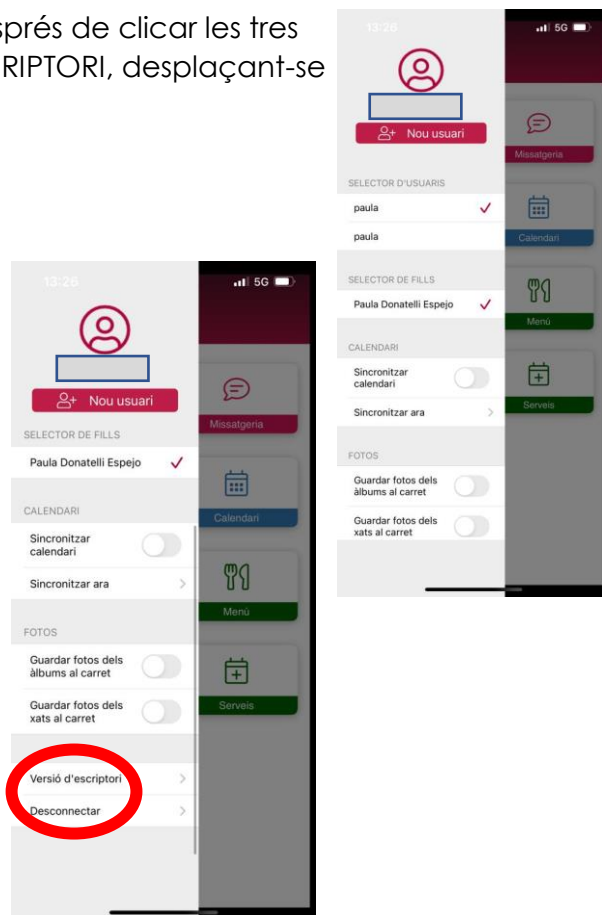 sprés de clicar les tres
RIPTORI, desplaçant-se
13:26
5G
Nou usuari
Missatgeria
SELECTOR D'USUARIS
paula
paula
Calendari
SELECTOR DE FILLS
Paula Donatelli Espejo
Menú
CALENDARI
Sincronitzar
calendari
Serveis
Sincronitzar ara
FOTOS
Guardar fotos dels
àlbums al carret
Guardar fotos dels
xats al carret
13:26
5G
Nou usuari
Missatgeria
SELECTOR DE FILLS
Paula Donatelli Espejo
CALENDARI
Calendari
Sincronitzar
calendari
Sincronitzar ara
Menú
FOTOS
Guardar fotos dels
àlbums al carret
Guardar fotos dels
xats al carret
Serveis
Versió d'escriptori
Desconnectar